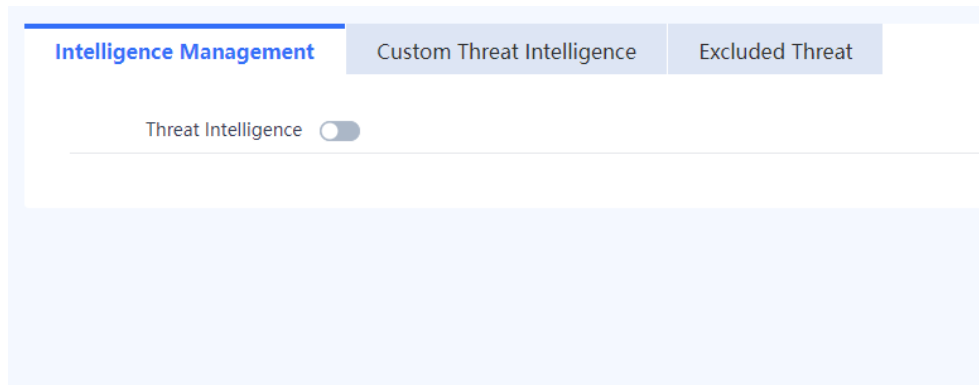 Intelligence Management Custom Threat Intelligence Excluded Threat
Threat Intelligence